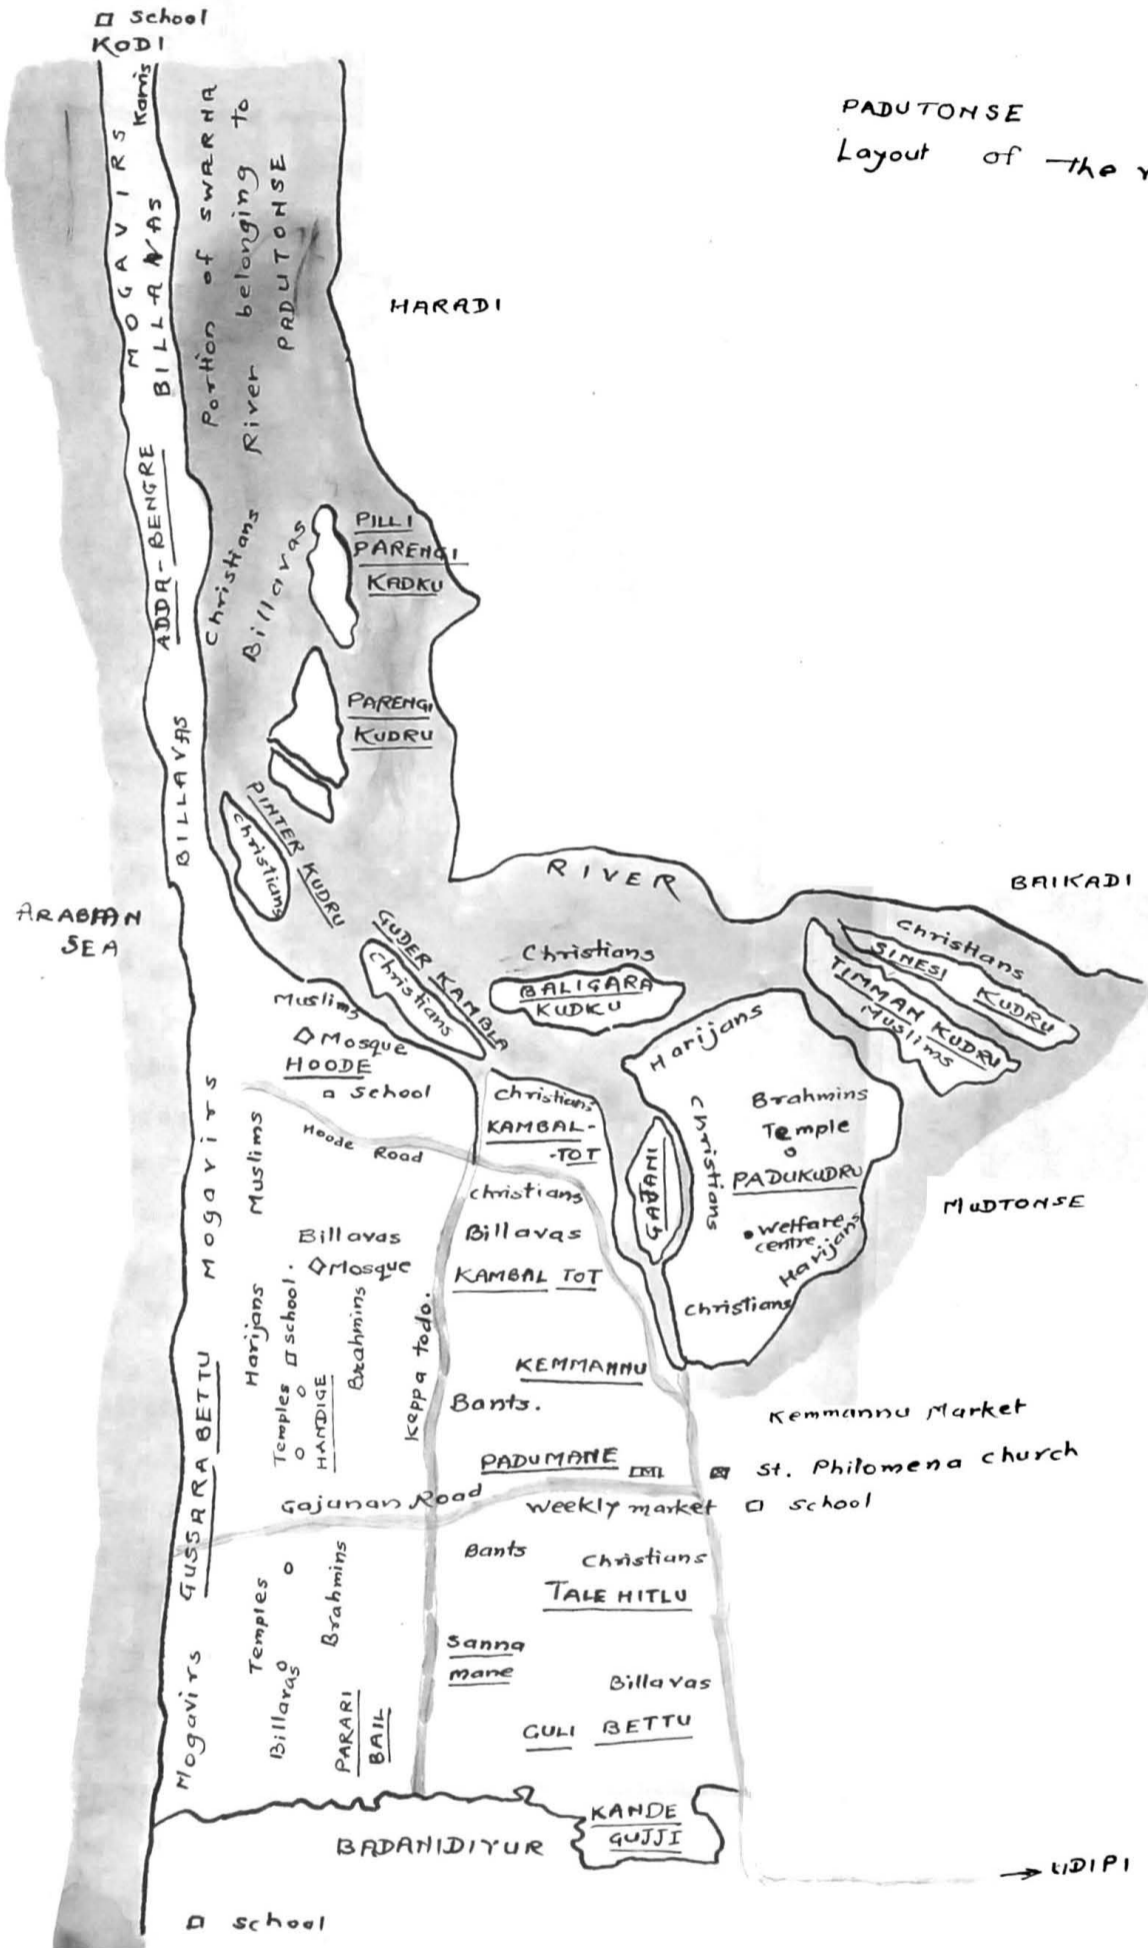 School
KODI
PADUTONSE
Layout of the
MOGAVIRS
Karvis
BILLAVAS
Portion of SWARNA
River belonging to
PADUTONSE
HARADI
ADDA-BENGRE
Christians
Billavas
PILLI
PARENGI
KADKU
PARENGI
KUDRU
BILLAVAS
PINTER KUDRU
Christians
RIVER
BAIKADI
ARABIAN
SEA
GUDER KAMBLA
Christians
Christians
BALIGARA
KUDKU
Christians
SINESI KUDRU
TIMMAN KUDRU
Muslims
Muslims
Mosque
HOODE
School
Hoode Road
Christians
KAMBAL-
-TOT
Harijans
Christians
Brahmins
Temple
PADUKUDRU
GAJANI
Welfare
centre
Harijans
Christians
MUDTONSE
Mogavirs
Muslims
Christians
Billavas
KAMBAL TOT
Billavas
Mosque
Harijans
School.
Temples
HANDIGE
Brahmins
Keppa todo.
KEMMANNU
Bants.
Kemmannu Market
PADUMANE
St. Philomena Church
Gajunan Road
Weekly market
School
GUSSARA BETTU
Bants
Christians
TALE HITLU
Temples
Brahmins
Sanna
mane
Billavas
Mogavirs
Billavas
PARARI
BAIL
GULI BETTU
KANDE
GUJJI
BADANIDIYUR
UDIPI
School